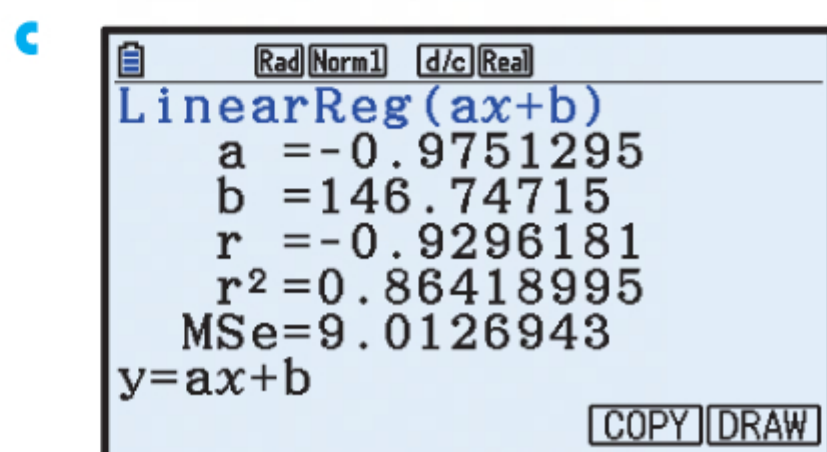 c
Rad Norm1 d/c Real
LinearReg(ax+b)
a =-0.9751295
b =146.74715
r =-0.9296181
r²=0.86418995
MSe=9.0126943
y=ax+b
COPY DRAW